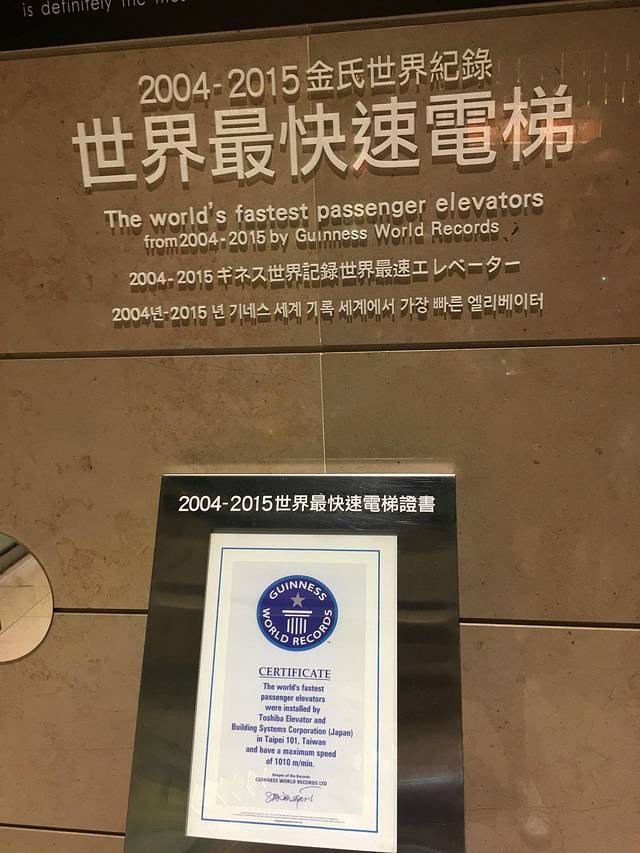 is definitely the
2004-2015金氏世界紀錄
世界最快速電梯
The world's fastest passenger elevators
from 2004-2015 by Guinness World Records
2004-2015ギネス世界記録世界最速エレベーター
2004년-2015 년 기네스 세계 기록 세계에서 가장 빠른 엘리베이터
2004-2015世界最快速電梯證書
GUINNESS
WORLD RECORDS
CERTIFICATE
The world's fastest
passenger elevators
were installed by
Toshiba Elevator and
Building Systems Corporation (Japan)
in Taipei 101, Taiwan
and have a maximum speed
of 1010 m/min.
Keeper of the Records
GUINNESS WORLD RECORDS LTD